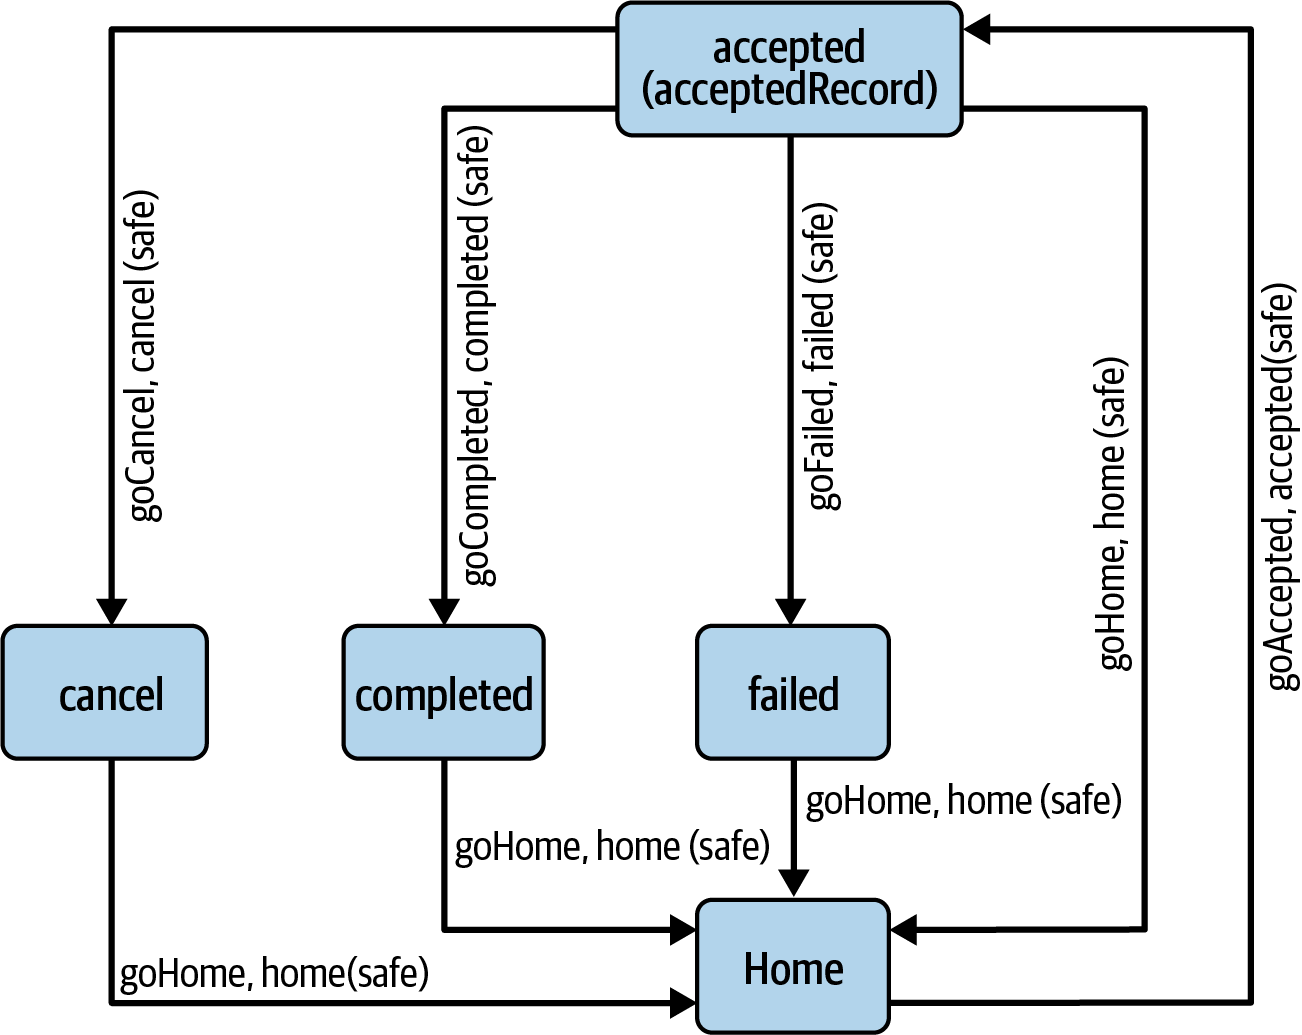 accepted
(acceptedRecord)
goCancel, cancel (safe)
goCompleted, completed (safe)
goFailed, failed (safe)
goHome, home (safe)
goAccepted, accepted(safe)
cancel
completed
failed
goHome, home (safe)
goHome, home (safe)
goHome, home(safe)
Home